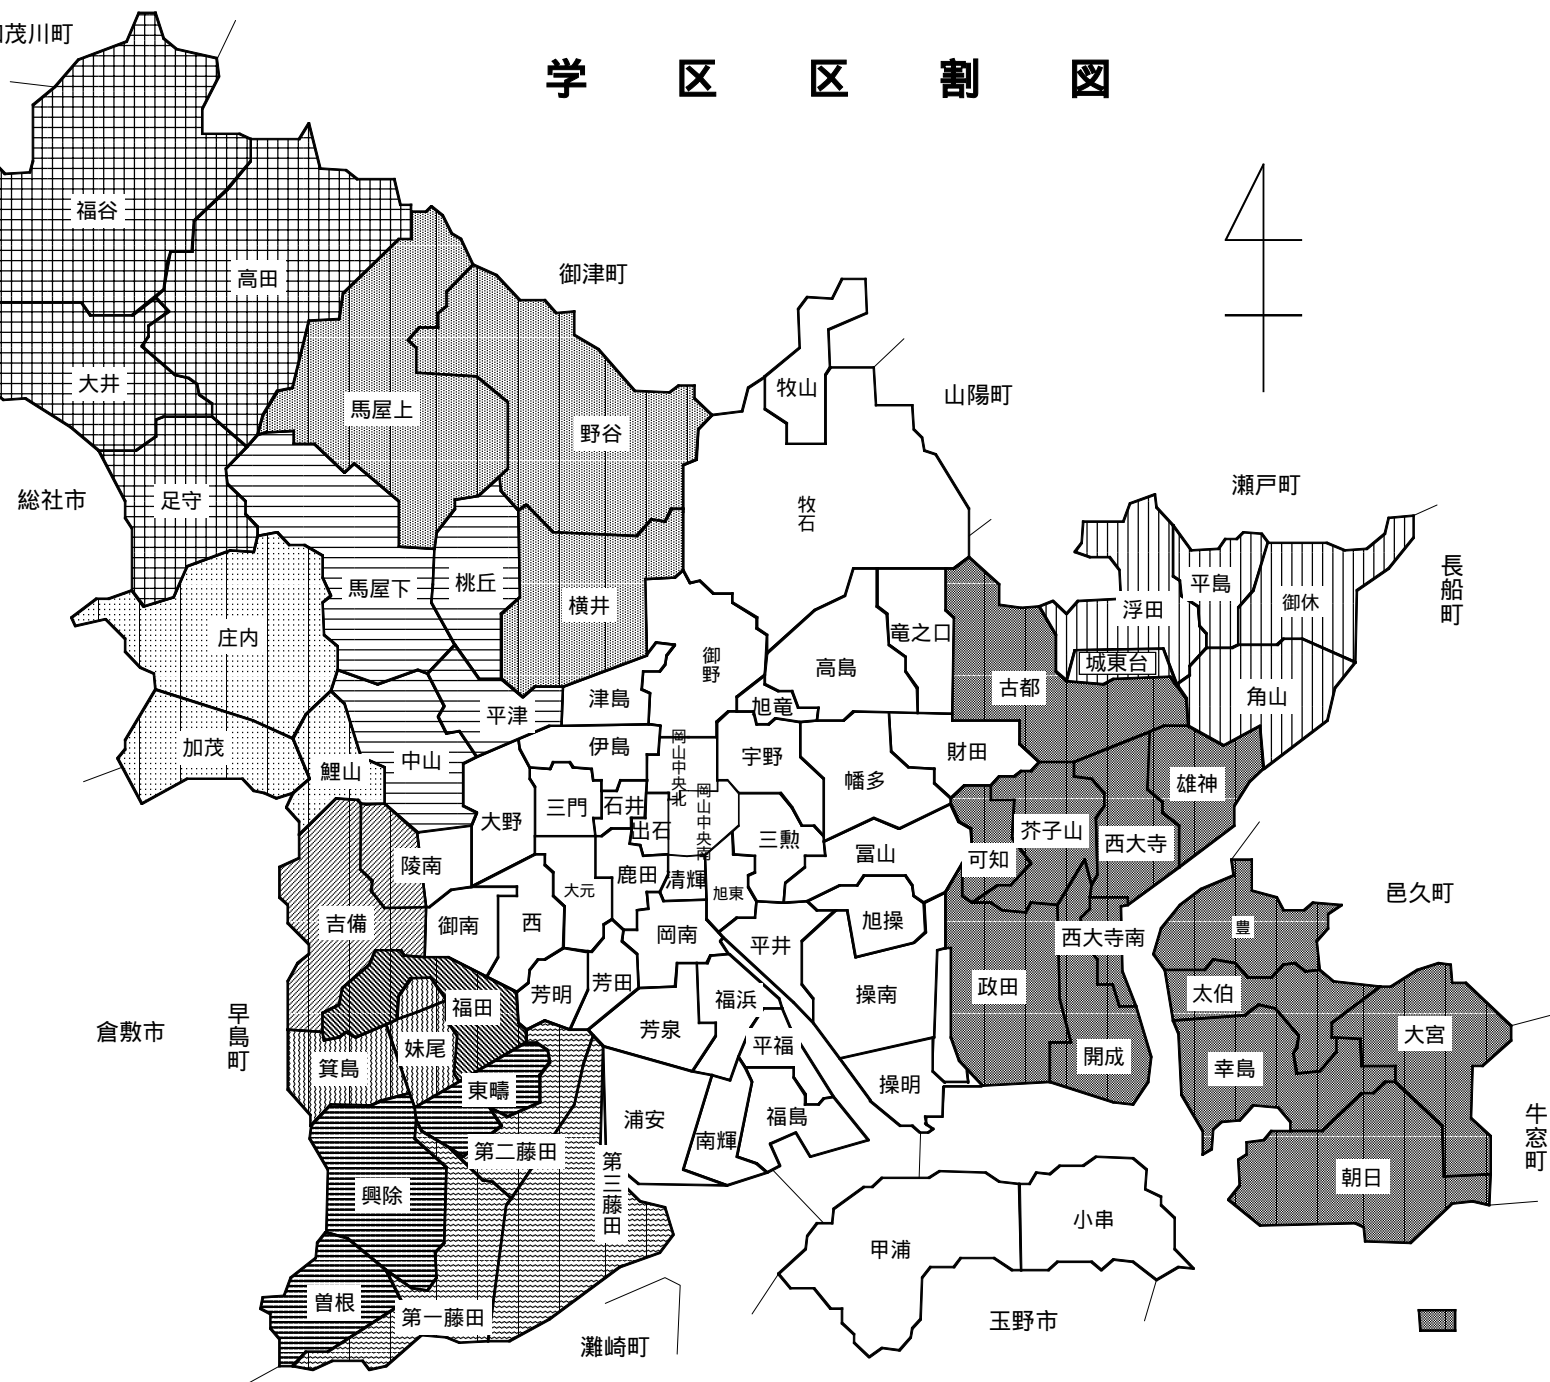 加茂川町
学区区割図
福谷
高田
御津町
大井
馬屋上
牧山
山陽町
野谷
総社市
足守
牧石
瀬戸町
馬屋下
桃丘
横井
長船町
平島
浮田
御休
庄内
竜之口
御野
高島
城東台
古都
津島
旭竜
角山
平津
加茂
伊島
岡山中央北
宇野
財田
中山
鯉山
幡多
雄神
岡山中央南
三門
石井
大野
出石
三勲
芥子山
西大寺
冨山
可知
陵南
鹿田
清輝
大元
旭東
邑久町
吉備
御南
西
旭操
豊
岡南
平井
西大寺南
芳田
芳明
福浜
操南
政田
太伯
福田
早島町
倉敷市
芳泉
平福
大宮
妹尾
箕島
開成
幸島
東疇
操明
浦安
福島
南輝
牛窓町
第二藤田
第三藤田
朝日
興除
甲浦
小串
曽根
第一藤田
玉野市
灘崎町